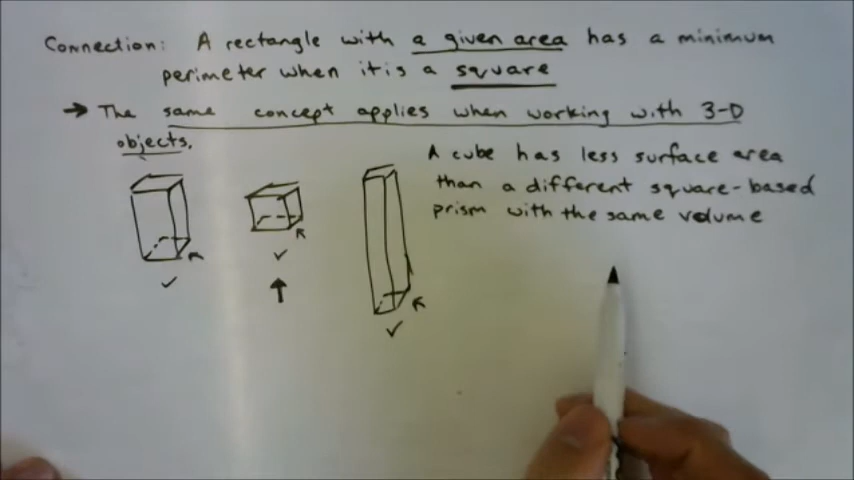 Connection: A rectangle with a given area has a minimum
perimeter when it is a square
→ The same concept applies when working with 3-D
objects.
A cube has less surface area
than a different square-based
prism with the same volume